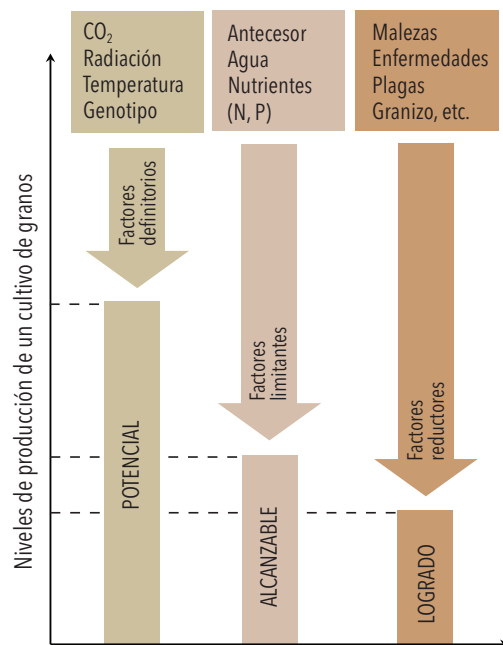 CO₂
Radiación
Temperatura
Genotipo
Antecesor
Agua
Nutrientes
(N, P)
Malezas
Enfermedades
Plagas
Granizo, etc.
Factores
definitorios
Factores
limitantes
Factores
reductores
Niveles de producción de un cultivo de granos
POTENCIAL
ALCANZABLE
LOGRADO